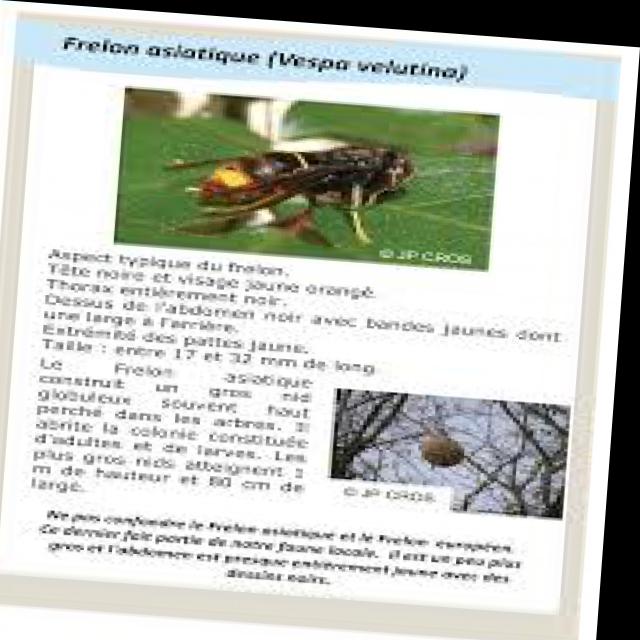 Frelon asiatique (Vespa velutina)
© JP CROS
Aspect typique du frelon.
Tête noire et visage jaune orangé.
Thorax entièrement noir.
Dessus de l'abdomen noir avec bandes jaunes dont
une large à l'arrière.
Extrémité des pattes jaune.
Taille : entre 17 et 32 mm de long
Le Frelon asiatique
construit un gros nid
globuleux souvent haut
perché dans les arbres. Il
abrite la colonie constituée
d'adultes et de larves. Les
plus gros nids atteignent 1
m de hauteur et 80 cm de
large.
© JP CROS
Ne pas confondre le Frelon asiatique et le Frelon européen.
Ce dernier fait partie de notre faune locale. Il est un peu plus
gros et l'abdomen est presque entièrement jaune avec des
dessins noirs.